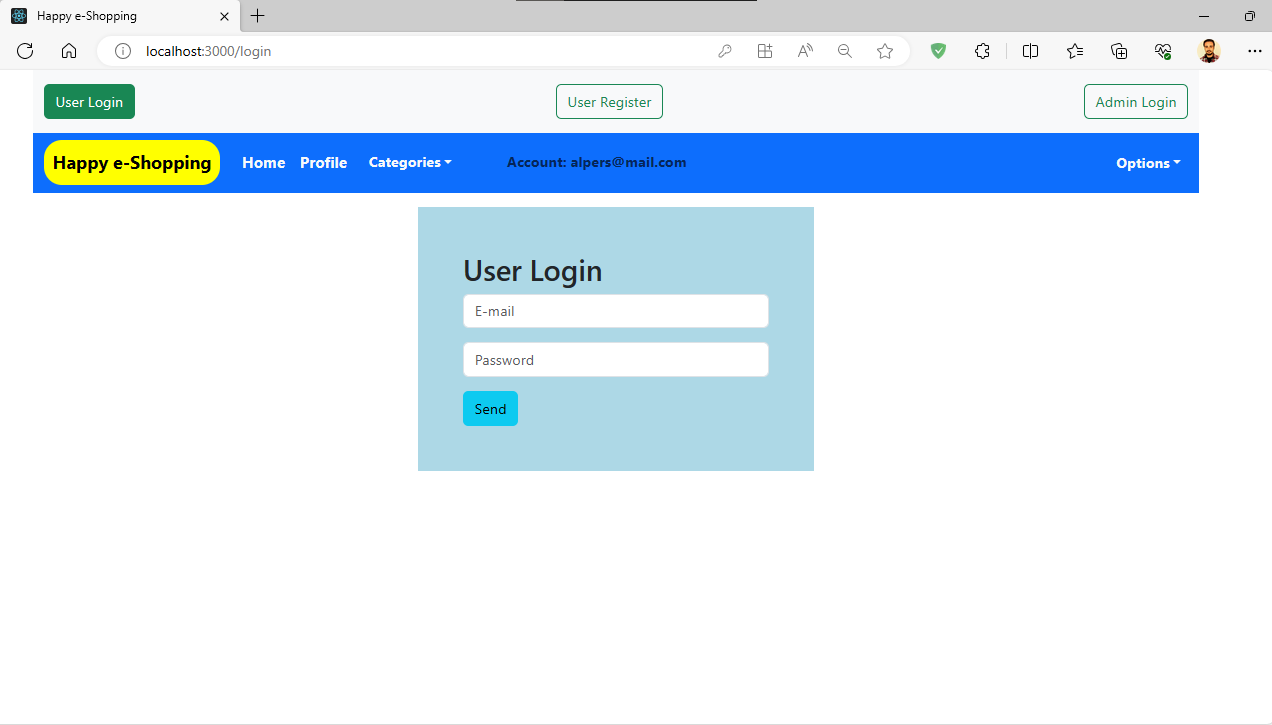 Happy e-Shopping
localhost:3000/login
User Login User Register Admin Login
Happy e-Shopping Home Profile Categories Account: alpers@mail.com Options
User Login
E-mail
Password
Send